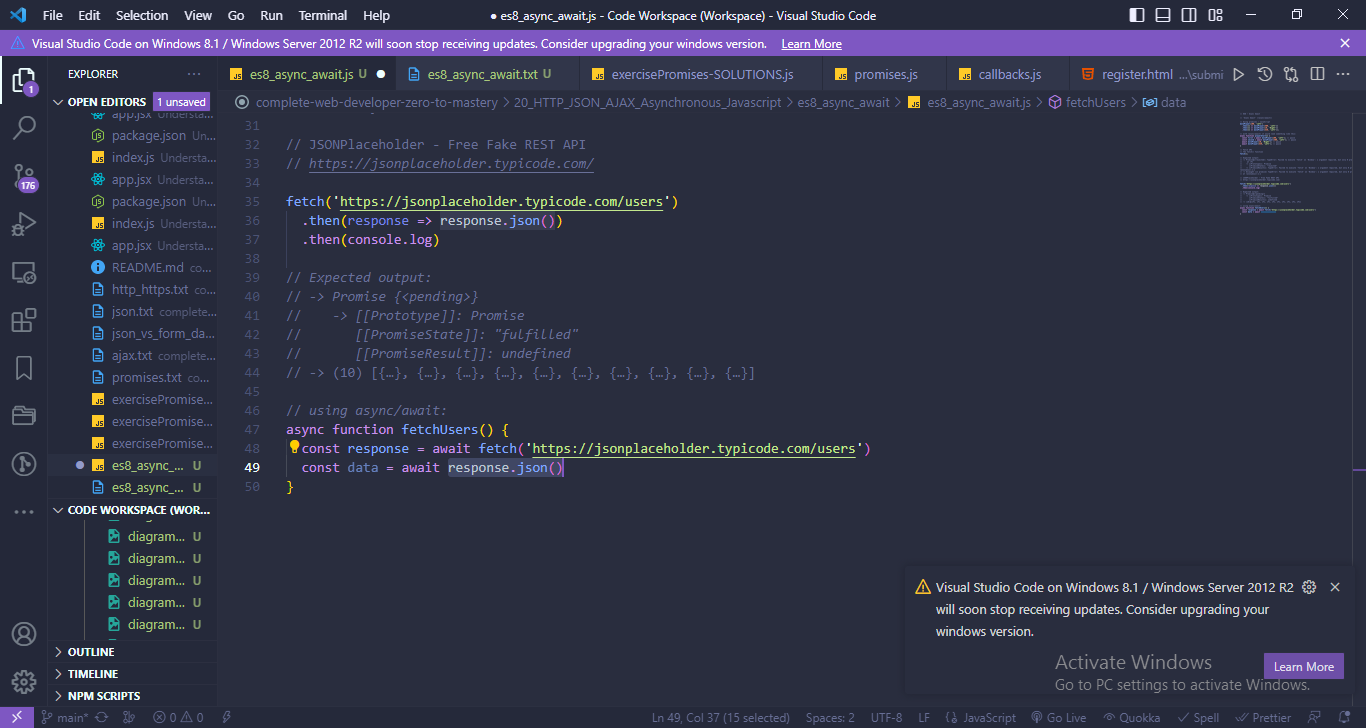 File Edit Selection View Go Run Terminal Help
● es8_async_await.js - Code Workspace (Workspace) - Visual Studio Code
Visual Studio Code on Windows 8.1 / Windows Server 2012 R2 will soon stop receiving updates. Consider upgrading your windows version. Learn More
EXPLORER
es8_async_await.js U ●
es8_async_await.txt U
exercisePromises-SOLUTIONS.js
promises.js
callbacks.js
register.html ...\submi
OPEN EDITORS 1 unsaved
complete-web-developer-zero-to-mastery > 20_HTTP_JSON_AJAX_Asynchronous_Javascript > es8_async_await > es8_async_await.js > fetchUsers > data
app.jsx Understa...
package.json Un...
index.js Understa...
app.jsx Understa...
package.json Un...
index.js Understa...
app.jsx Understa...
README.md co...
http_https.txt co...
json.txt complete...
json_vs_form_da...
ajax.txt complete...
promises.txt co...
exercisePromise...
exercisePromise...
exercisePromise...
es8_async_... U
es8_async_... U
CODE WORKSPACE (WOR...
diagram... U
diagram... U
diagram... U
diagram... U
diagram... U
OUTLINE
TIMELINE
NPM SCRIPTS
1
176
31
32 // JSONPlaceholder - Free Fake REST API
33 // https://jsonplaceholder.typicode.com/
34
35 fetch('https://jsonplaceholder.typicode.com/users')
36 .then(response => response.json())
37 .then(console.log)
38
39 // Expected output:
40 // -> Promise {<pending>}
41 // -> [[Prototype]]: Promise
42 // [[PromiseState]]: "fulfilled"
43 // [[PromiseResult]]: undefined
44 // -> (10) [{…}, {…}, {…}, {…}, {…}, {…}, {…}, {…}, {…}, {…}]
45
46 // using async/await:
47 async function fetchUsers() {
48 const response = await fetch('https://jsonplaceholder.typicode.com/users')
49 const data = await response.json()
50 }
Visual Studio Code on Windows 8.1 / Windows Server 2012 R2
will soon stop receiving updates. Consider upgrading your
windows version.
Learn More
Activate Windows
Go to PC settings to activate Windows.
main* 0 0
Ln 49, Col 37 (15 selected) Spaces: 2 UTF-8 LF {} JavaScript Go Live Quokka Spell Prettier